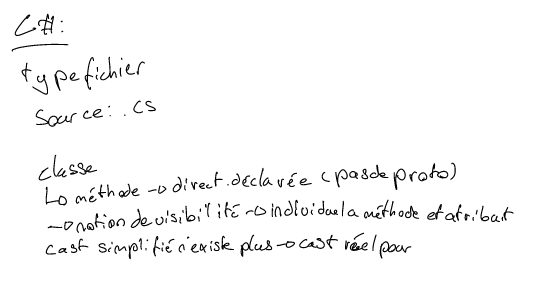 C#:
type fichier
source: .cs
classe
Lo méthode -> direct. déclarée (pas de proto)
-> notion de visibilité -> individuel a méthode et atribut
cast simplifié n'existe plus -> cast réel pour